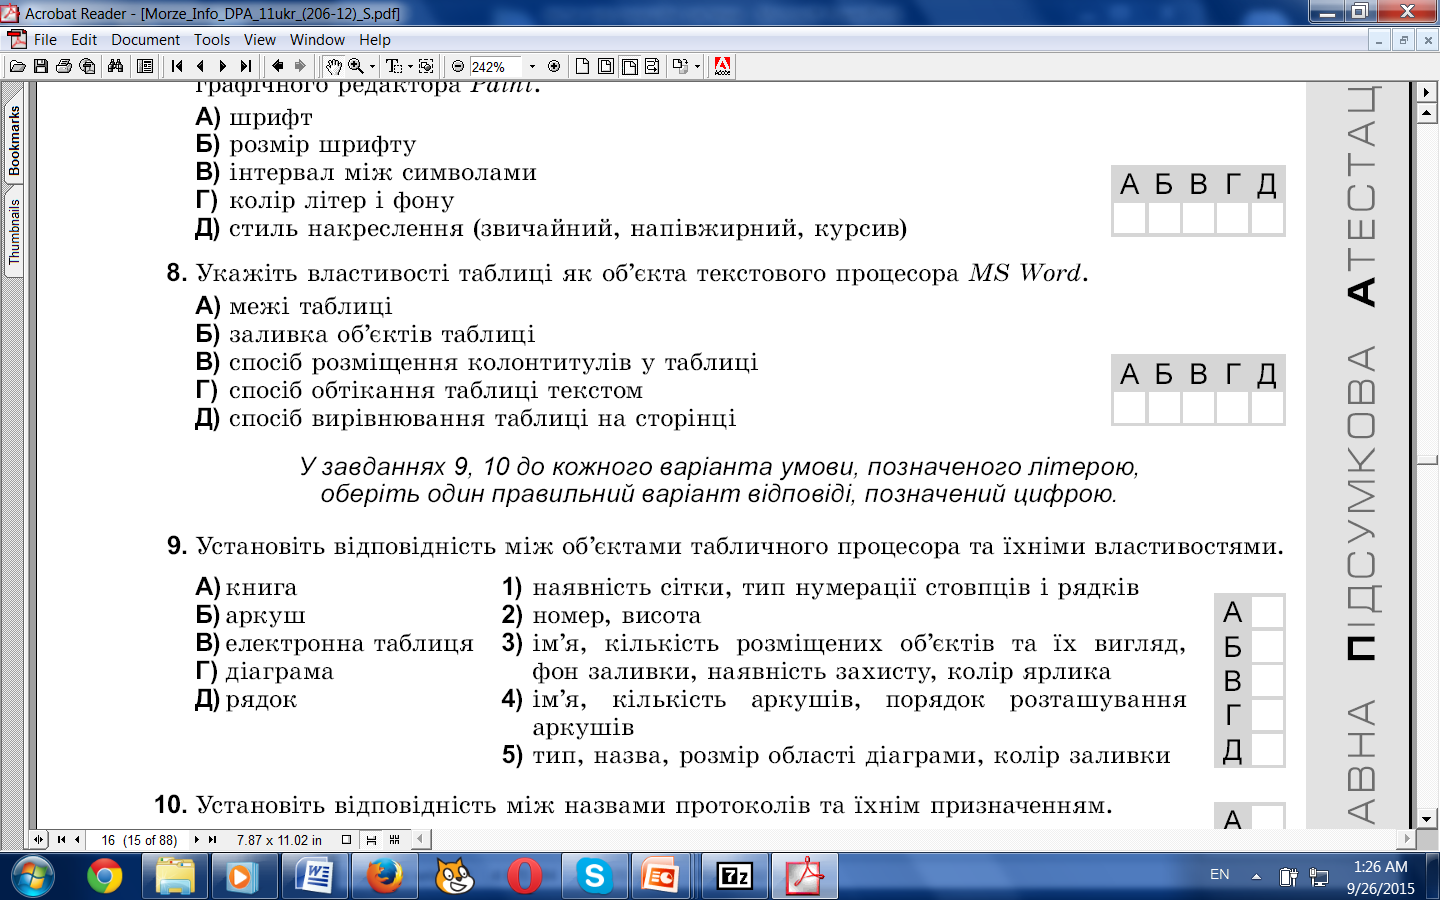 Acrobat Reader - [Morze_Info_DPA_11ukr_(206-12)_S.pdf]
File Edit Document Tools View Window Help
242%
Bookmarks
Thumbnails
графічного редактора Paint.
А) шрифт
Б) розмір шрифту
В) інтервал між символами
Г) колір літер і фону
Д) стиль накреслення (звичайний, напівжирний, курсив)
А Б В Г Д
8. Укажіть властивості таблиці як об’єкта текстового процесора MS Word.
А) межі таблиці
Б) заливка об’єктів таблиці
В) спосіб розміщення колонтитулів у таблиці
Г) спосіб обтікання таблиці текстом
Д) спосіб вирівнювання таблиці на сторінці
А Б В Г Д
У завданнях 9, 10 до кожного варіанта умови, позначеного літерою,
оберіть один правильний варіант відповіді, позначений цифрою.
9. Установіть відповідність між об’єктами табличного процесора та їхніми властивостями.
А) книга
Б) аркуш
В) електронна таблиця
Г) діаграма
Д) рядок
1) наявність сітки, тип нумерації стовпців і рядків
2) номер, висота
3) ім’я, кількість розміщених об’єктів та їх вигляд,
фон заливки, наявність захисту, колір ярлика
4) ім’я, кількість аркушів, порядок розташування
аркушів
5) тип, назва, розмір області діаграми, колір заливки
А
Б
В
Г
Д
10. Установіть відповідність між назвами протоколів та їхнім призначенням.
А
АВНА ПІДСУМКОВА АТЕСТАЦ
16 (15 of 88)
7.87 x 11.02 in
EN
1:26 AM
9/26/2015